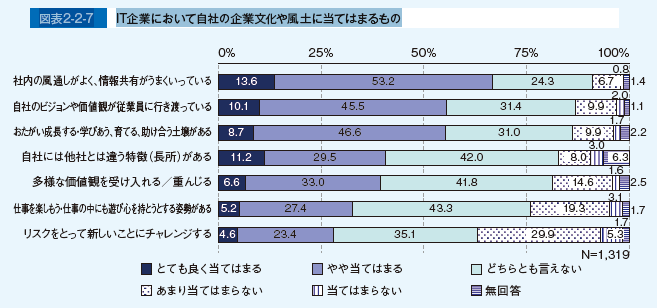 図表2-2-7 IT企業において自社の企業文化や風土に当てはまるもの
0% 25% 50% 75% 100%
0.8
社内の風通しがよく、情報共有がうまくいっている 13.6 53.2 24.3 6.7 1.4
2.0
自社のビジョンや価値観が従業員に行き渡っている 10.1 45.5 31.4 9.9 1.1
1.7
おたがい成長する・学びあう、育てる、助け合う土壌がある 8.7 46.6 31.0 9.9 2.2
3.0
自社には他社とは違う特徴(長所)がある 11.2 29.5 42.0 8.0 6.3
1.6
多様な価値観を受け入れる／重んじる 6.6 33.0 41.8 14.6 2.5
3.1
仕事を楽しもう・仕事の中にも遊び心を持とうとする姿勢がある 5.2 27.4 43.3 19.3 1.7
1.7
リスクをとって新しいことにチャレンジする 4.6 23.4 35.1 29.9 5.3
N=1,319
とても良く当てはまる やや当てはまる どちらとも言えない
あまり当てはまらない 当てはまらない 無回答